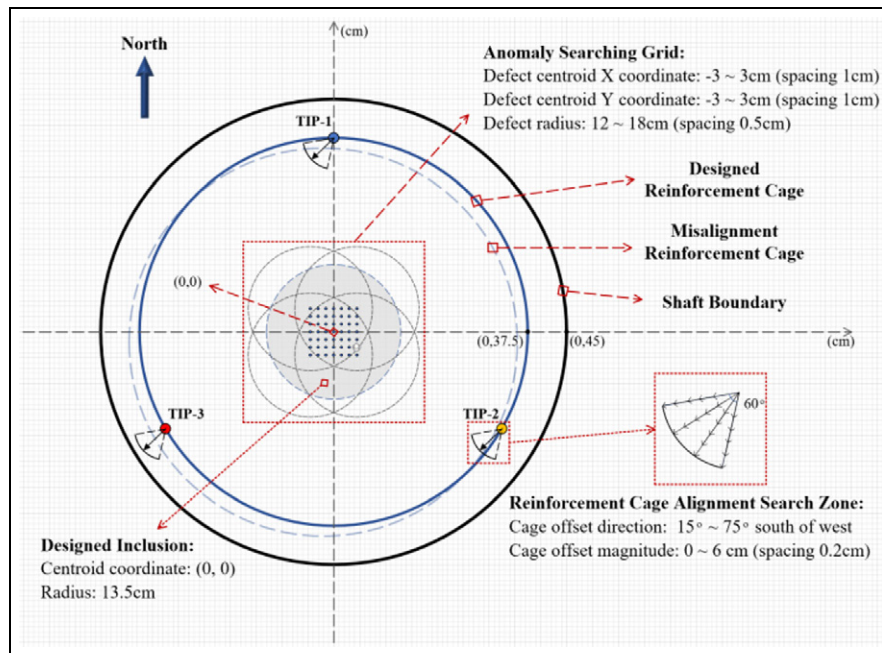 (cm)
North
Anomaly Searching Grid:
Defect centroid X coordinate: -3 ~ 3cm (spacing 1cm)
Defect centroid Y coordinate: -3 ~ 3cm (spacing 1cm)
Defect radius: 12 ~ 18cm (spacing 0.5cm)
TIP-1
Designed
Reinforcement Cage
Misalignment
Reinforcement Cage
(0,0)
Shaft Boundary
(0,37.5)
(0,45)
(cm)
TIP-3
TIP-2
60°
Reinforcement Cage Alignment Search Zone:
Cage offset direction: 15° ~ 75° south of west
Cage offset magnitude: 0 ~ 6 cm (spacing 0.2cm)
Designed Inclusion:
Centroid coordinate: (0, 0)
Radius: 13.5cm